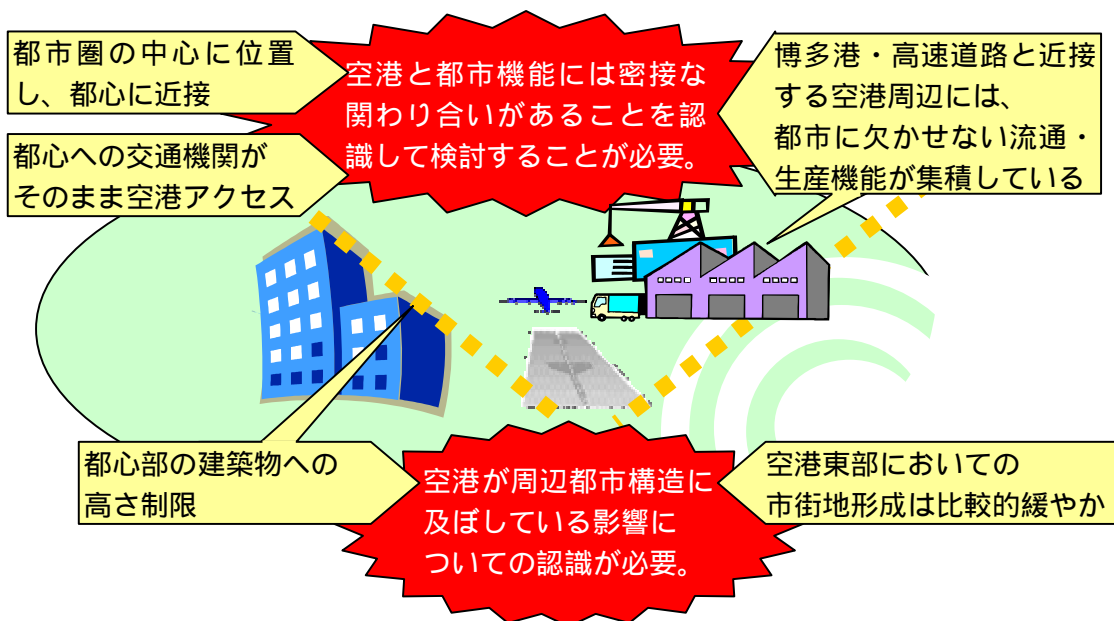 都市圏の中心に位置
し、都心に近接
都心への交通機関が
そのまま空港アクセス
空港と都市機能には密接な
関わり合いがあることを認
識して検討することが必要。
博多港・高速道路と近接
する空港周辺には、
都市に欠かせない流通・
生産機能が集積している
都心部の建築物への
高さ制限
空港が周辺都市構造に
及ぼしている影響に
ついての認識が必要。
空港東部においての
市街地形成は比較的緩やか